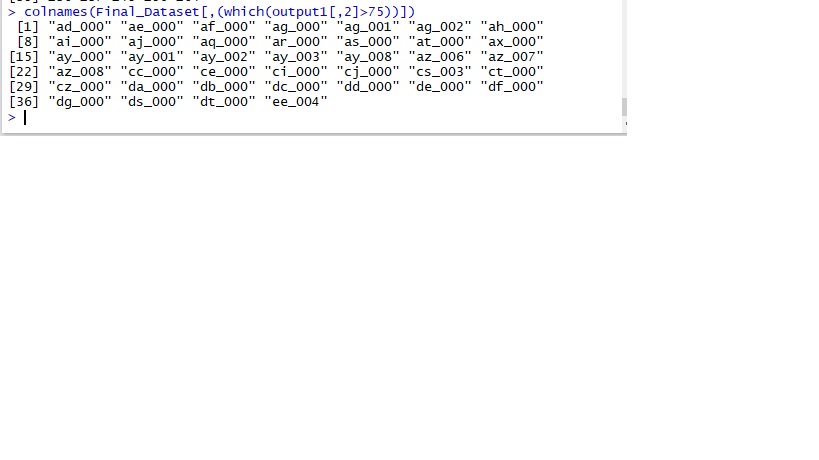 > colnames(Final_Dataset[,(which(output1[,2]>75))])
 [1] "ad_000" "ae_000" "af_000" "ag_000" "ag_001" "ag_002" "ah_000"
 [8] "ai_000" "aj_000" "aq_000" "ar_000" "as_000" "at_000" "ax_000"
[15] "ay_000" "ay_001" "ay_002" "ay_003" "ay_008" "az_006" "az_007"
[22] "az_008" "cc_000" "ce_000" "ci_000" "cj_000" "cs_003" "ct_000"
[29] "cz_000" "da_000" "db_000" "dc_000" "dd_000" "de_000" "df_000"
[36] "dg_000" "ds_000" "dt_000" "ee_004"
>